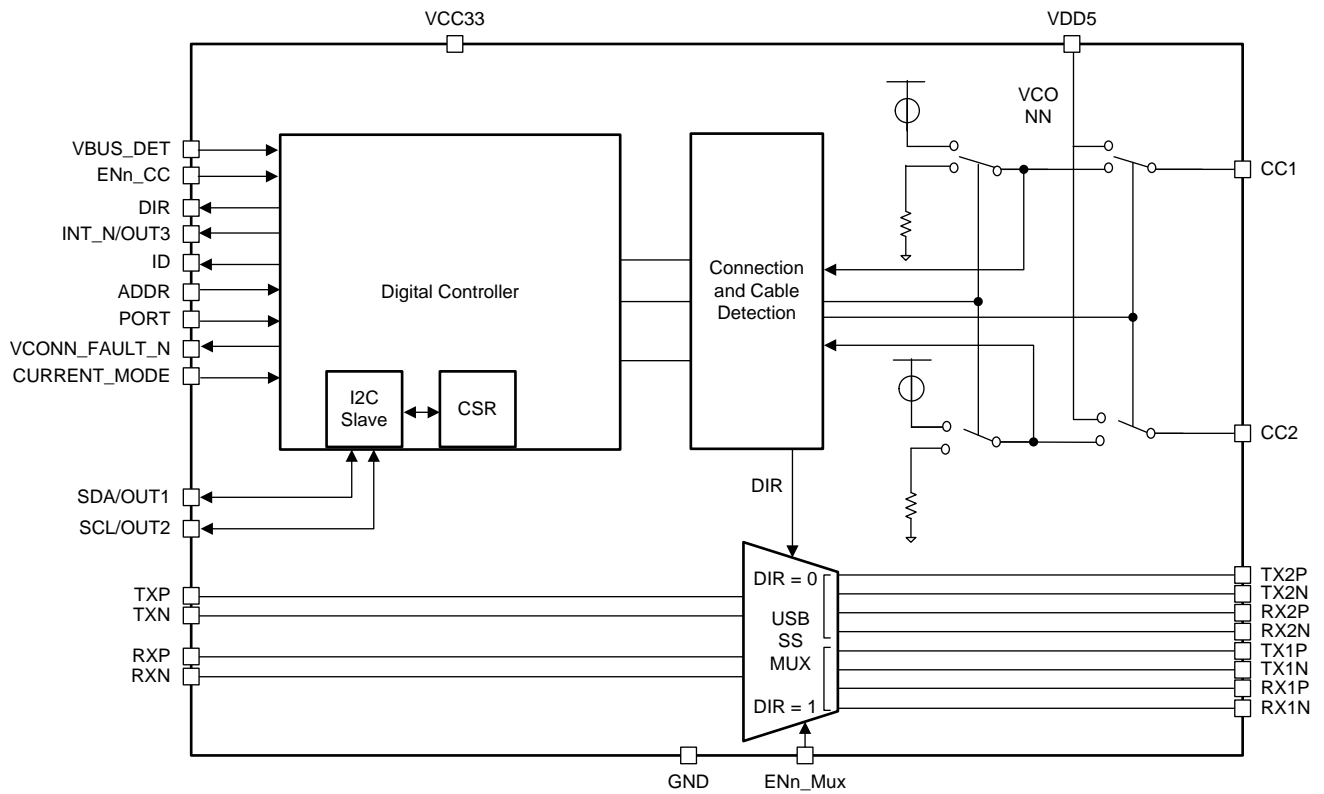 VCC33
VDD5
VCO
NN
VBUS_DET
ENn_CC
DIR
INT_N/OUT3
ID
ADDR
PORT
VCONN_FAULT_N
CURRENT_MODE
Digital Controller
I2C
Slave
CSR
Connection
and Cable
Detection
CC1
CC2
SDA/OUT1
SCL/OUT2
DIR
TXP
TXN
RXP
RXN
DIR = 0
USB
SS
MUX
DIR = 1
TX2P
TX2N
RX2P
RX2N
TX1P
TX1N
RX1P
RX1N
GND
ENn_Mux